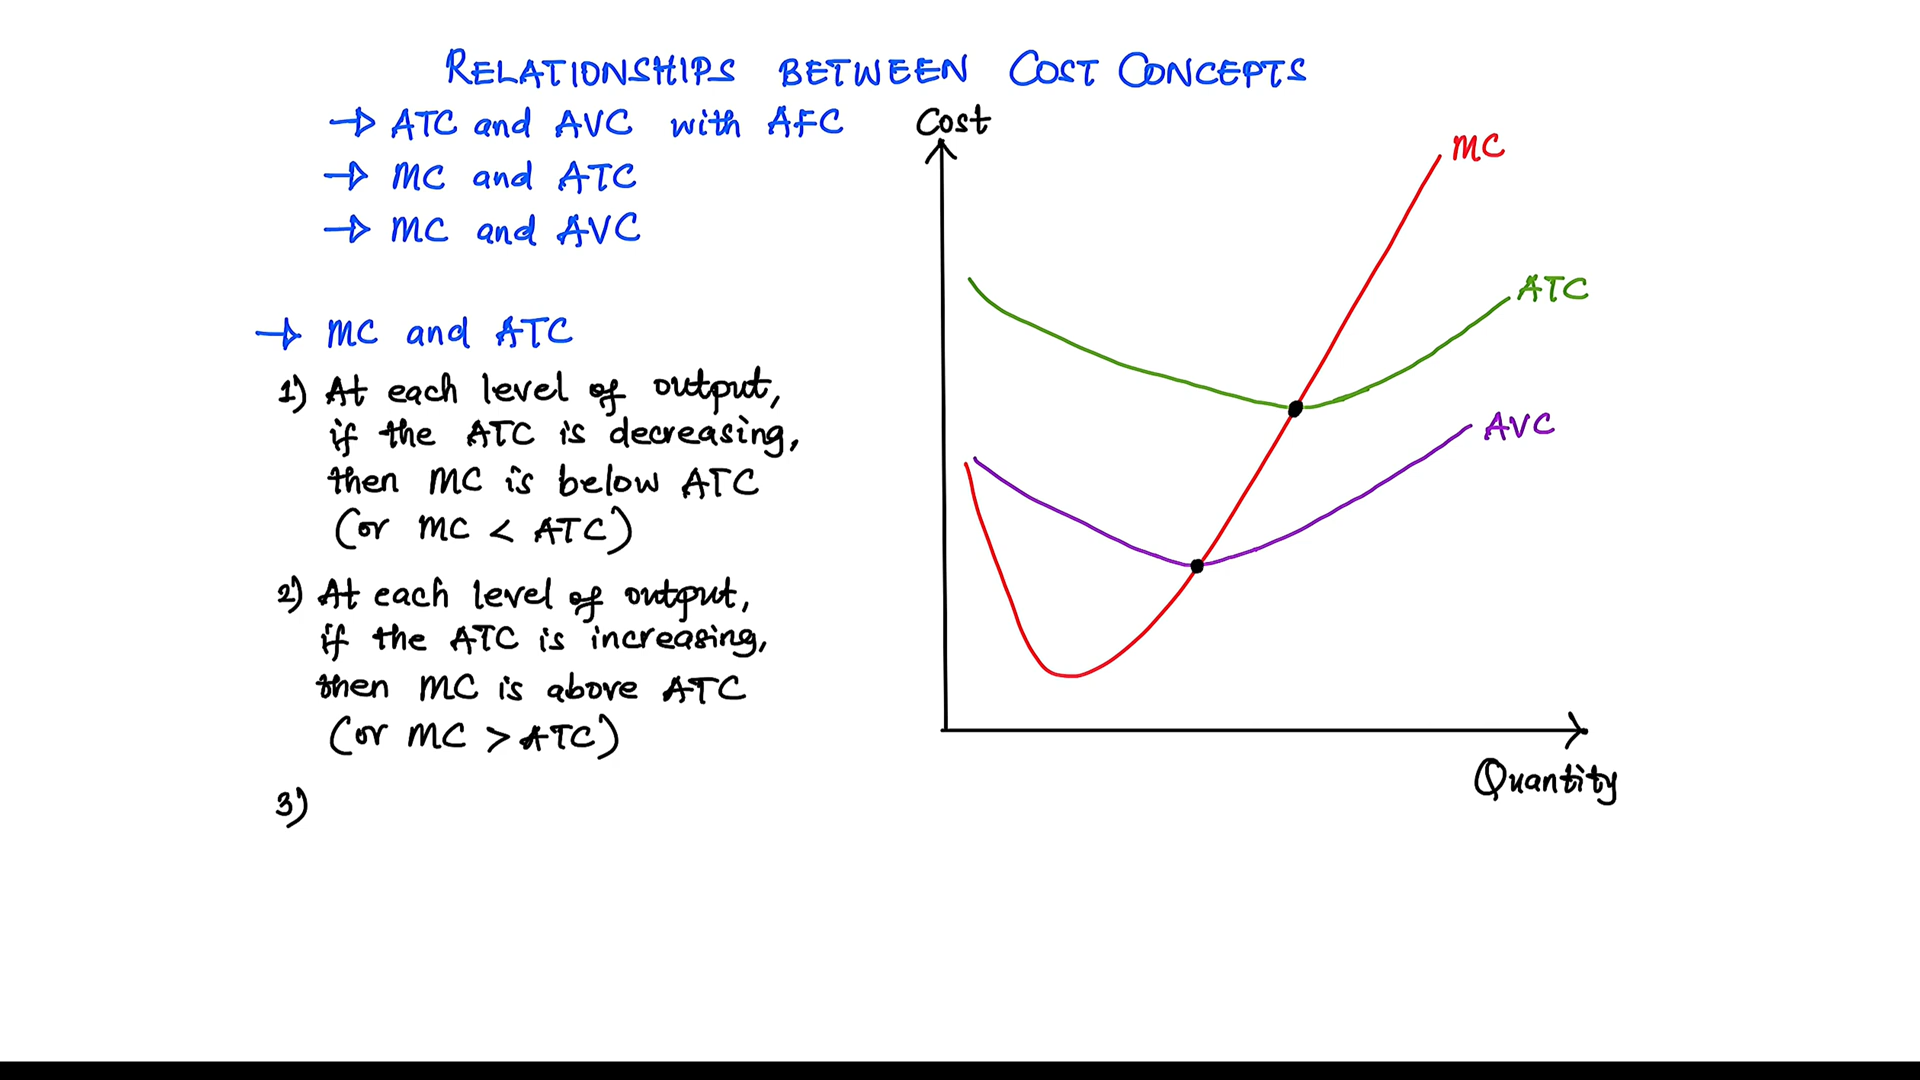 RELATIONSHIPS BETWEEN COST CONCEPTS
→ ATC and AVC with AFC
→ MC and ATC
→ MC and AVC
→ MC and ATC
1) At each level of output,
if the ATC is decreasing,
then MC is below ATC
(or MC < ATC)
2) At each level of output,
if the ATC is increasing,
then MC is above ATC
(or MC > ATC)
3)
Cost
MC
ATC
AVC
Quantity